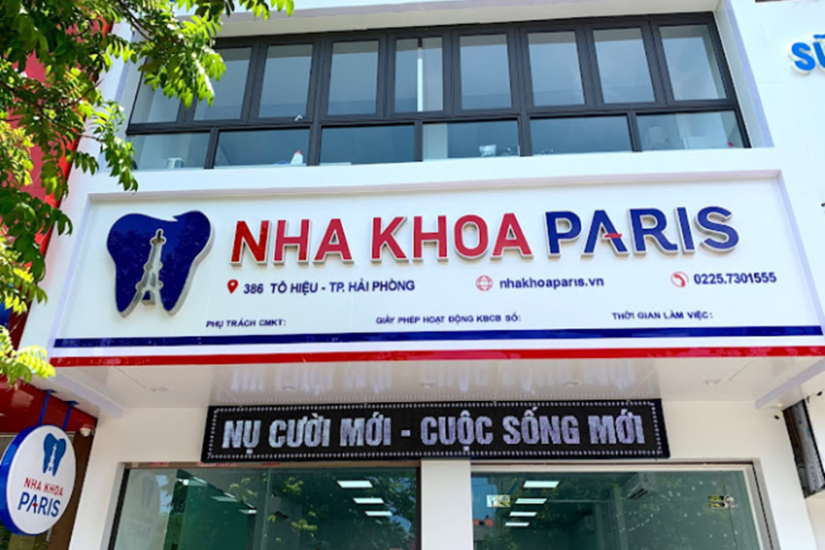 SỮ
NHA KHOA PARIS
386 TÔ HIỆU - TP. HẢI PHÒNG
nhakhoaparis.vn
0225.7301555
PHỤ TRÁCH CMKT:
GIẤY PHÉP HOẠT ĐỘNG KBCB SỐ:
THỜI GIAN LÀM VIỆC:
NỤ CƯỜI MỚI - CUỘC SỐNG MỚI
NHA KHOA
PARIS